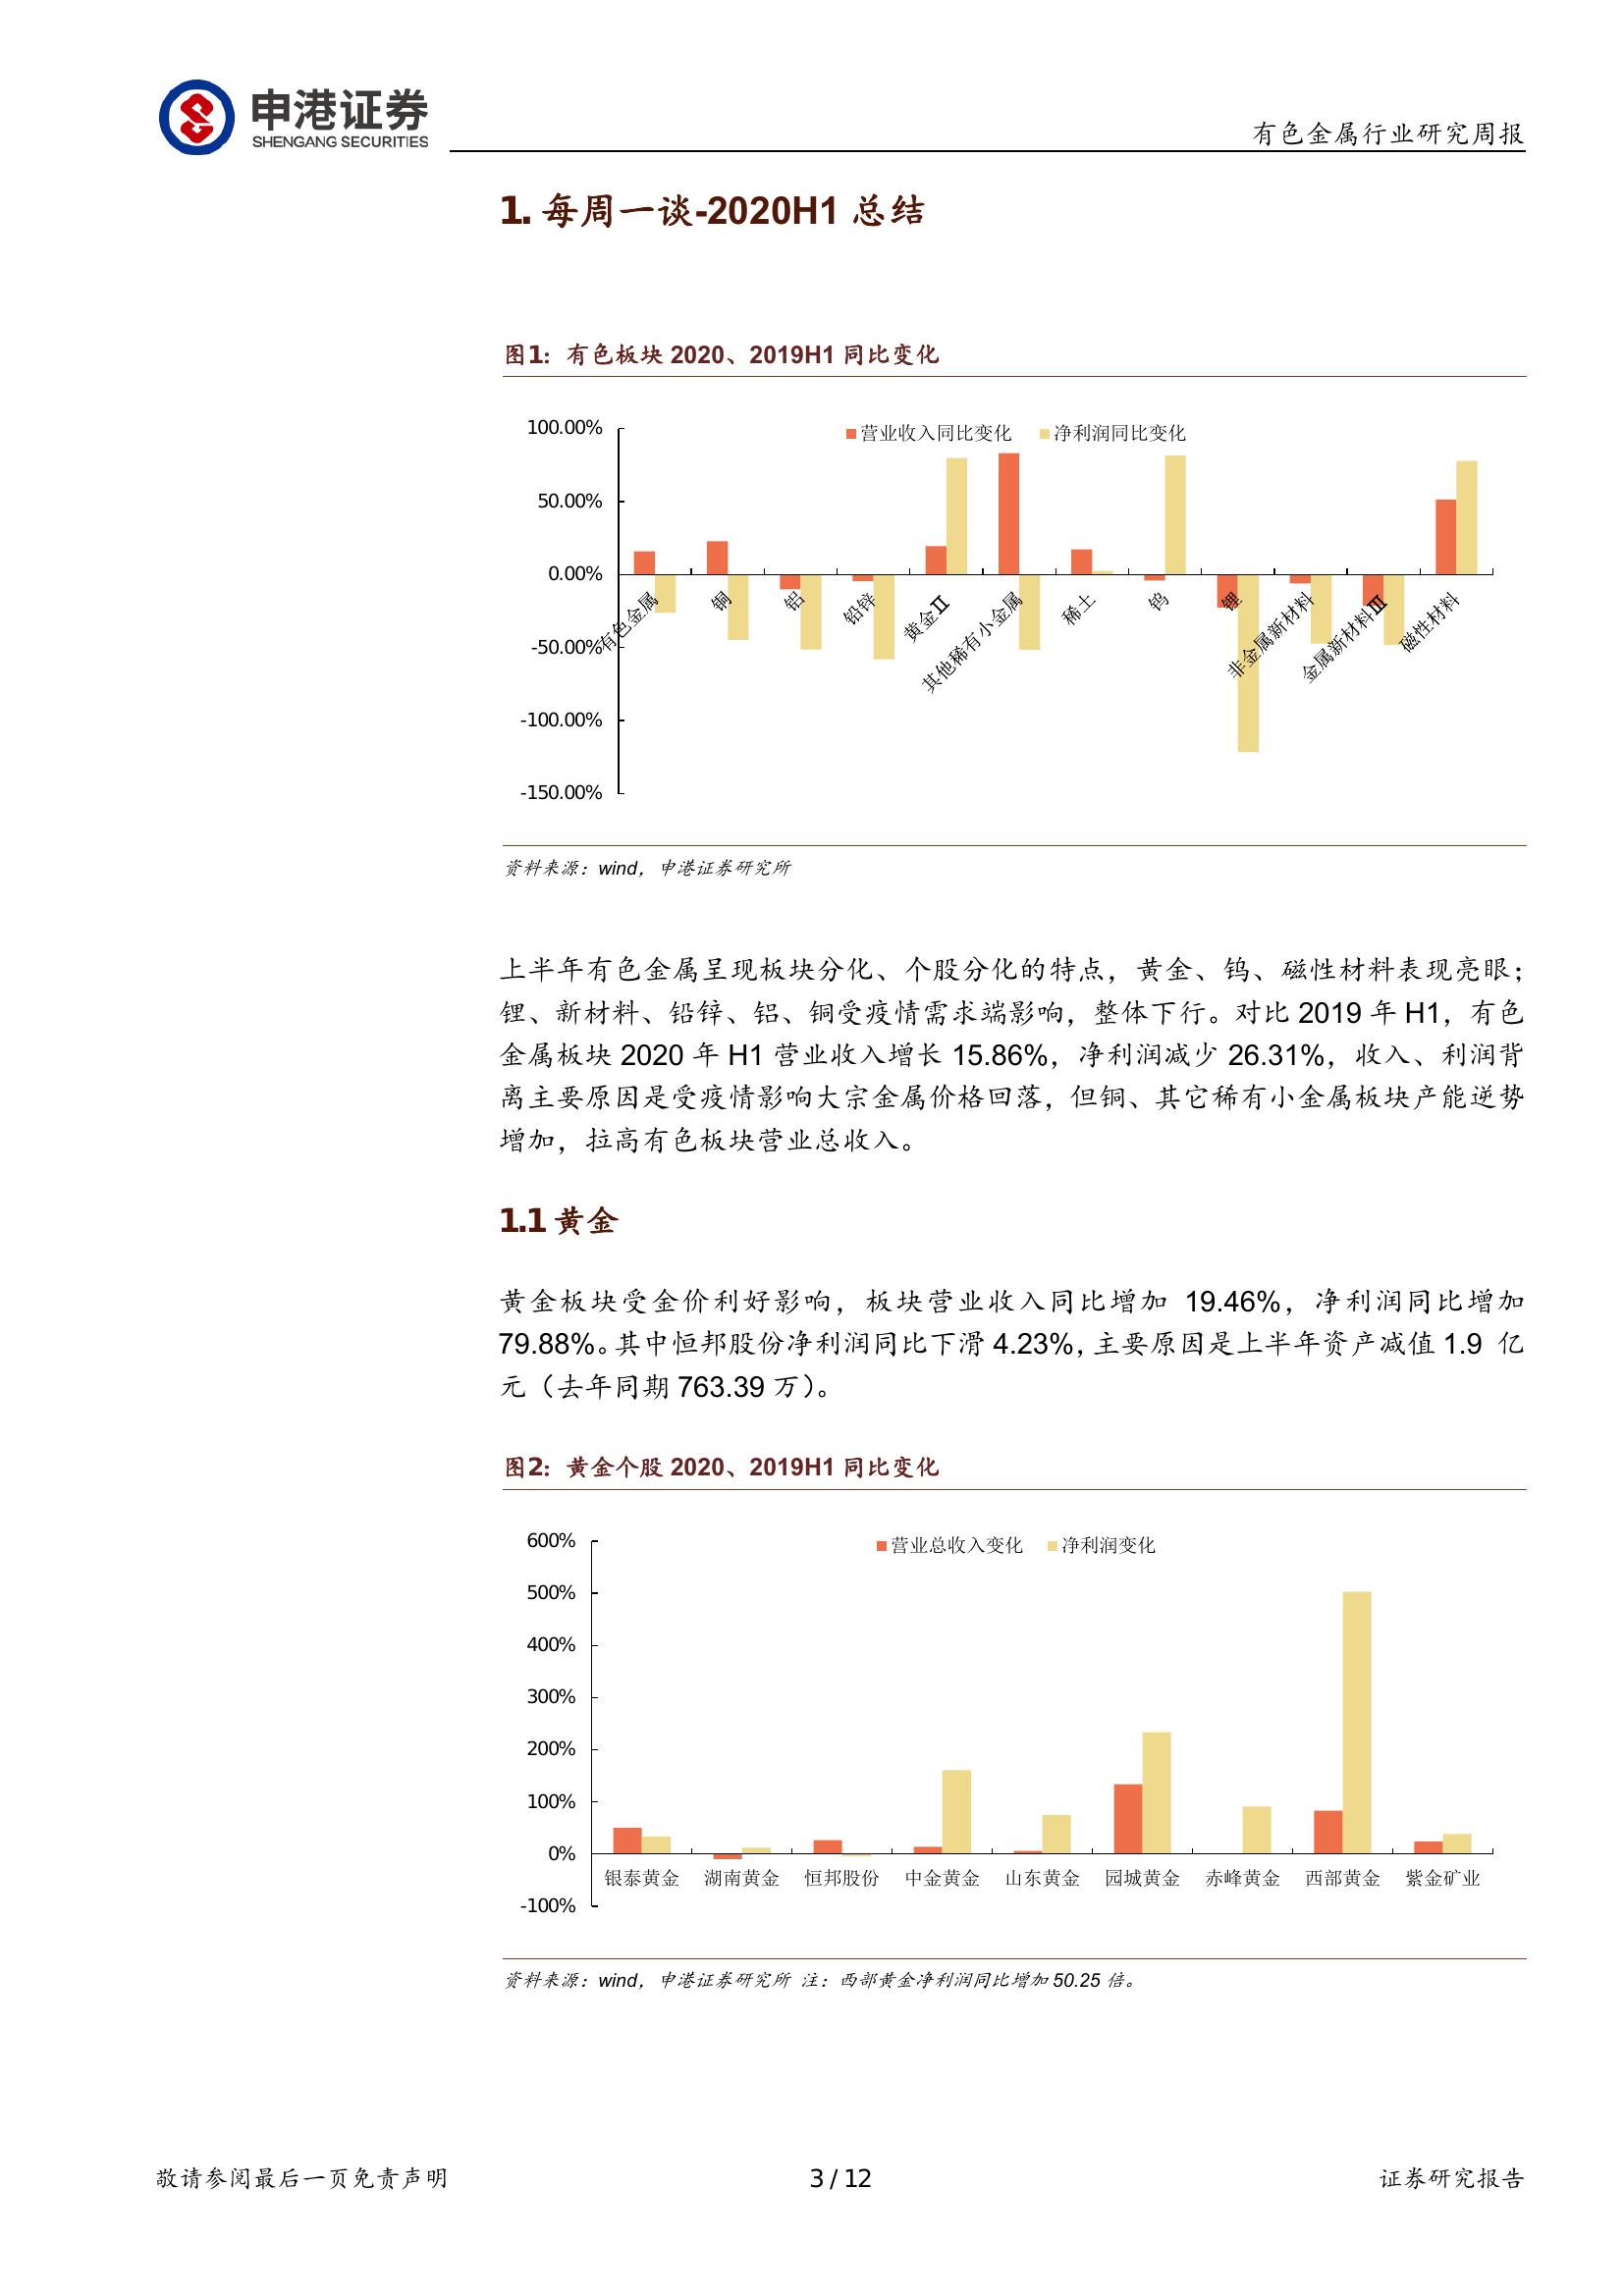 申港证券
SHENGANG SECURITIES
有色金属行业研究周报
1. 每周一谈-2020H1 总结
图1：有色板块 2020、2019H1 同比变化
营业收入同比变化 净利润同比变化
100.00%
50.00%
0.00%
-50.00%
-100.00%
-150.00%
有色金属
铜
铝
铅锌
黄金Ⅱ
其他稀有小金属
稀土
钨
锂
非金属新材料
金属新材料Ⅲ
磁性材料
资料来源：wind，申港证券研究所
上半年有色金属呈现板块分化、个股分化的特点，黄金、钨、磁性材料表现亮眼；
锂、新材料、铅锌、铝、铜受疫情需求端影响，整体下行。对比 2019 年 H1，有色
金属板块 2020 年 H1 营业收入增长 15.86%，净利润减少 26.31%，收入、利润背
离主要原因是受疫情影响大宗金属价格回落，但铜、其它稀有小金属板块产能逆势
增加，拉高有色板块营业总收入。
1.1 黄金
黄金板块受金价利好影响，板块营业收入同比增加 19.46%，净利润同比增加
79.88%。其中恒邦股份净利润同比下滑 4.23%，主要原因是上半年资产减值 1.9 亿
元（去年同期 763.39 万）。
图2：黄金个股 2020、2019H1 同比变化
营业总收入变化 净利润变化
600%
500%
400%
300%
200%
100%
0%
-100%
银泰黄金 湖南黄金 恒邦股份 中金黄金 山东黄金 园城黄金 赤峰黄金 西部黄金 紫金矿业
资料来源：wind，申港证券研究所 注：西部黄金净利润同比增加 50.25 倍。
敬请参阅最后一页免责声明 3 / 12 证券研究报告